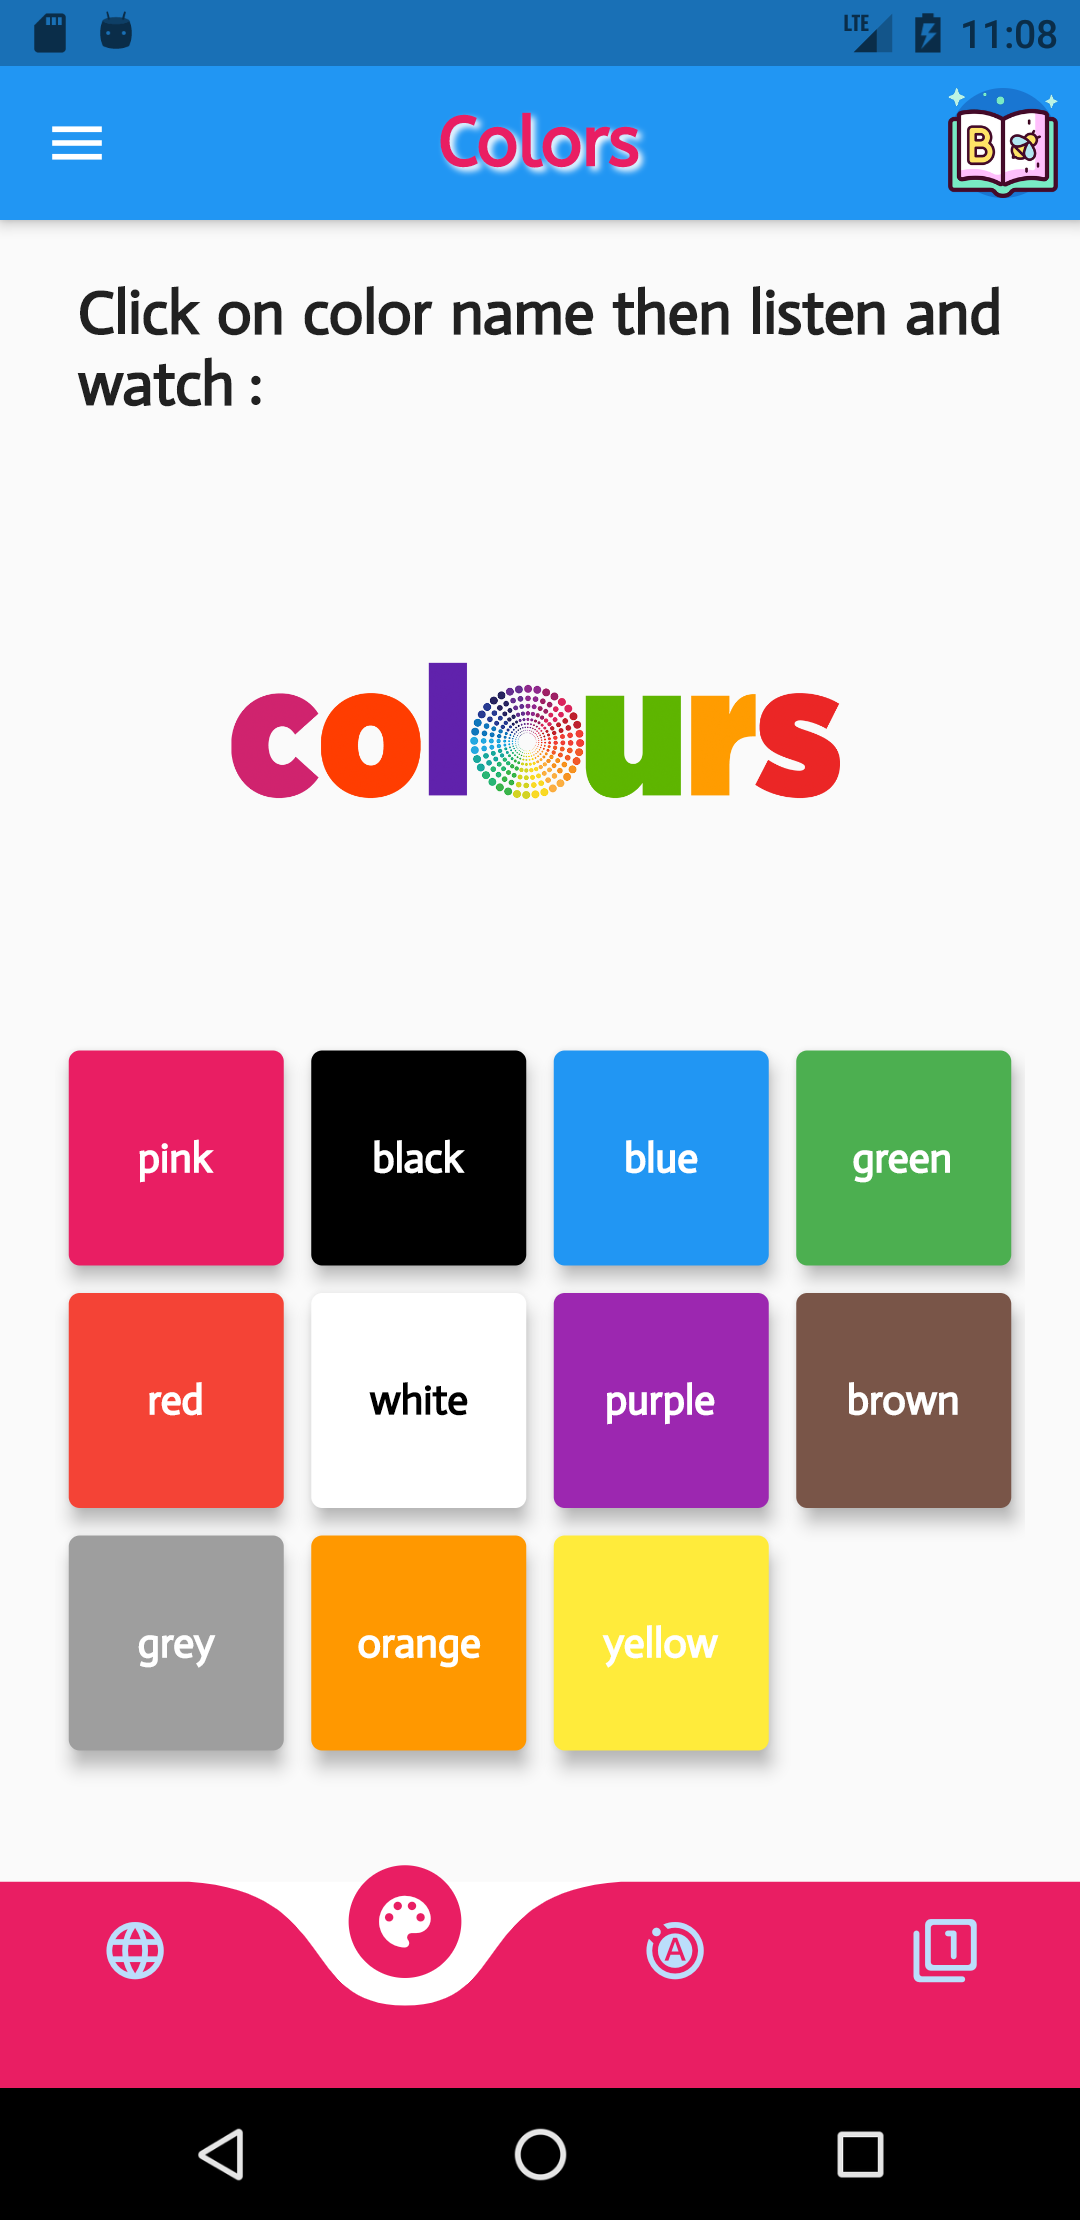 LTE 11:08
Colors
B
Click on color name then listen and
watch :
colours
pink black blue green
red white purple brown
grey orange yellow
A 1